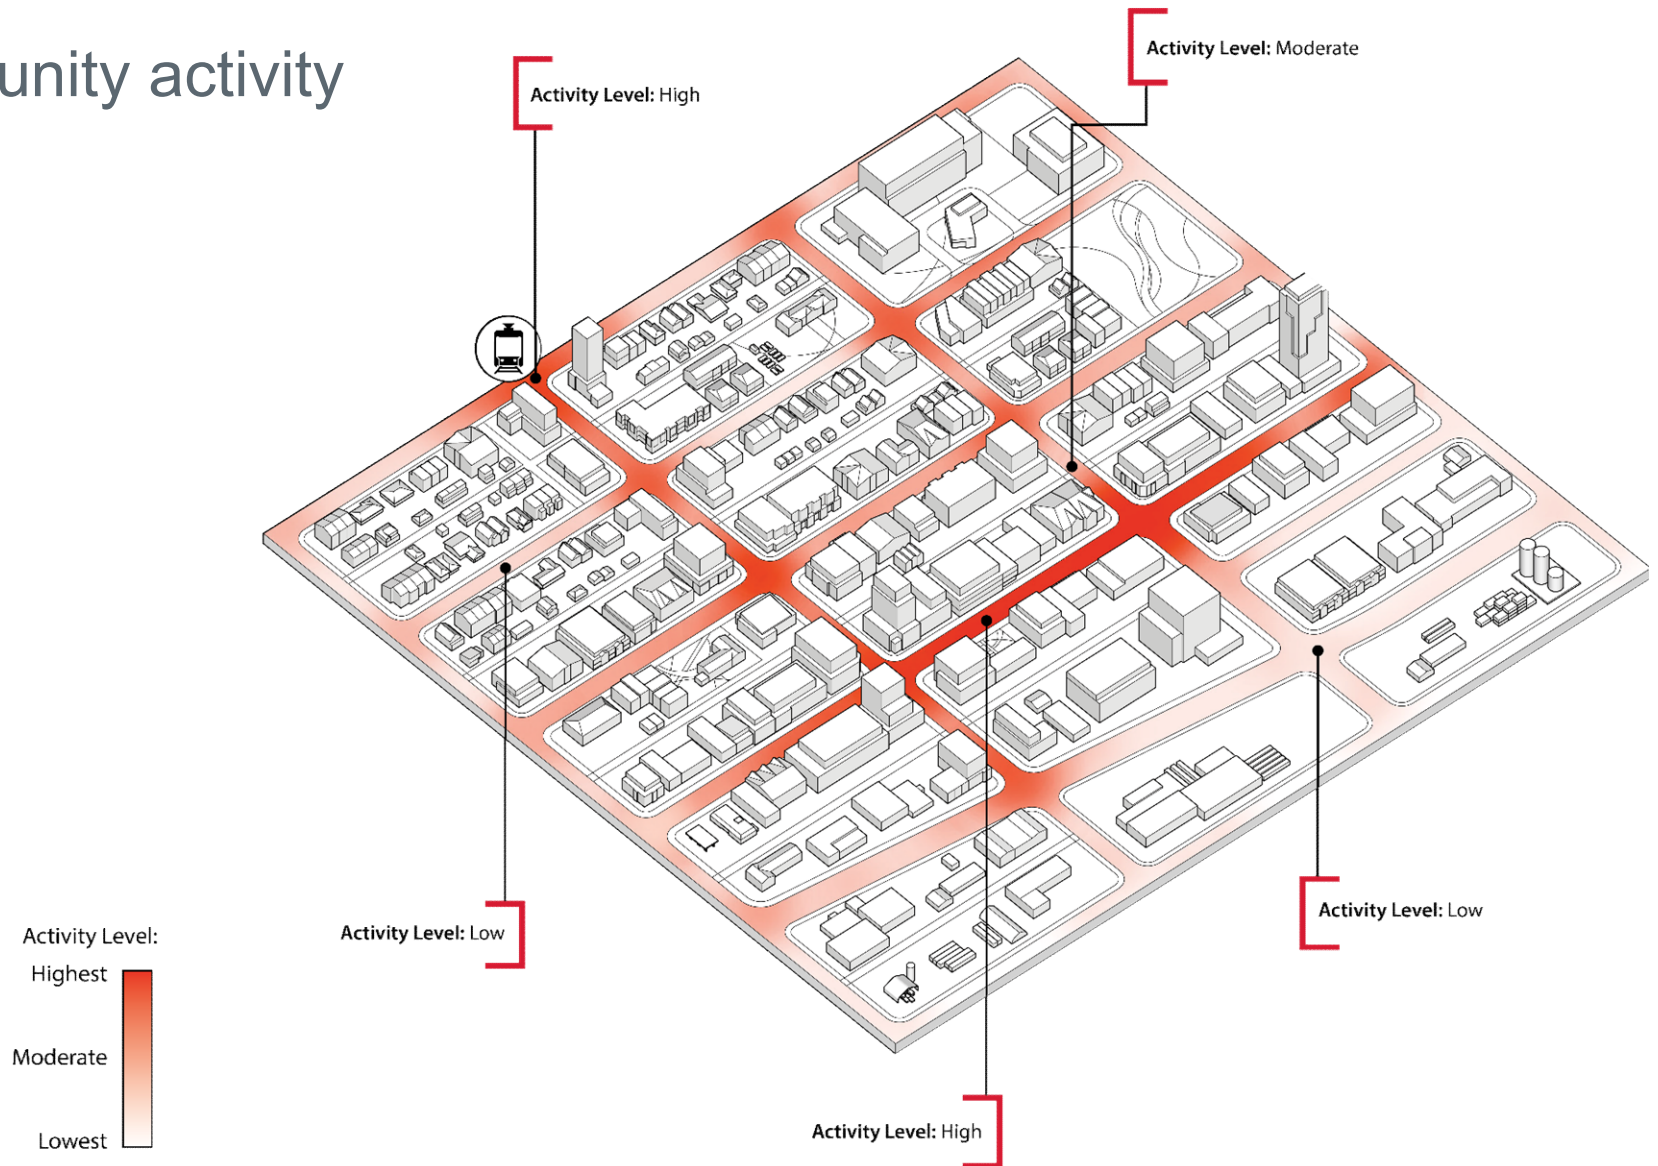 unity activity
Activity Level: Moderate
Activity Level: High
Activity Level: Low
Activity Level: Low
Activity Level: High
Activity Level:
Highest
Moderate
Lowest